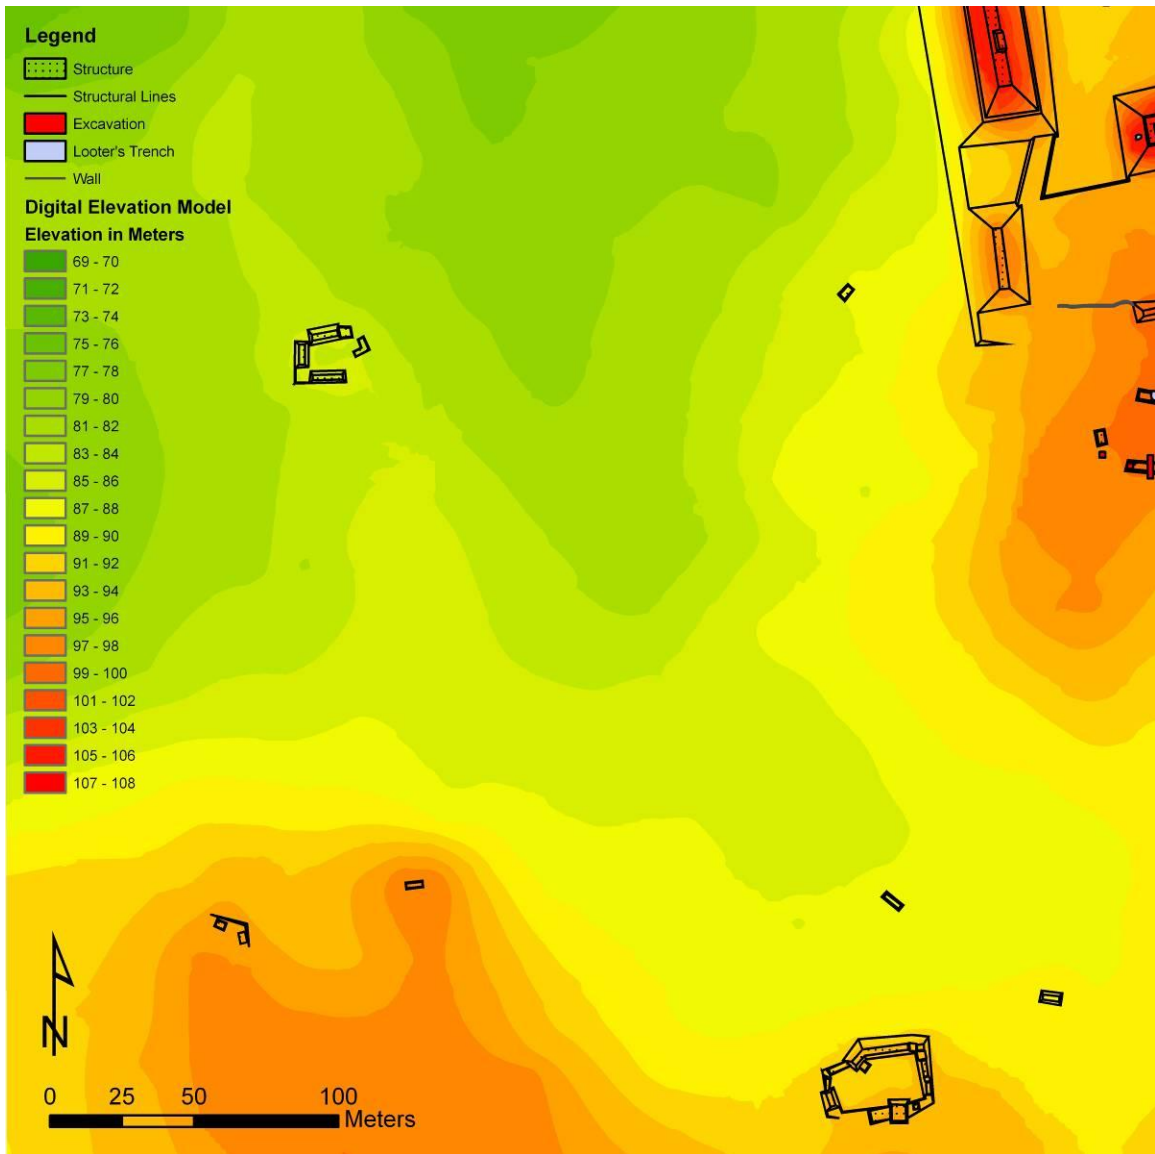 Legend
Structure
Structural Lines
Excavation
Looter's Trench
Wall
Digital Elevation Model
Elevation in Meters
69 - 70
71 - 72
73 - 74
75 - 76
77 - 78
79 - 80
81 - 82
83 - 84
85 - 86
87 - 88
89 - 90
91 - 92
93 - 94
95 - 96
97 - 98
99 - 100
101 - 102
103 - 104
105 - 106
107 - 108
N
0 25 50 100
Meters